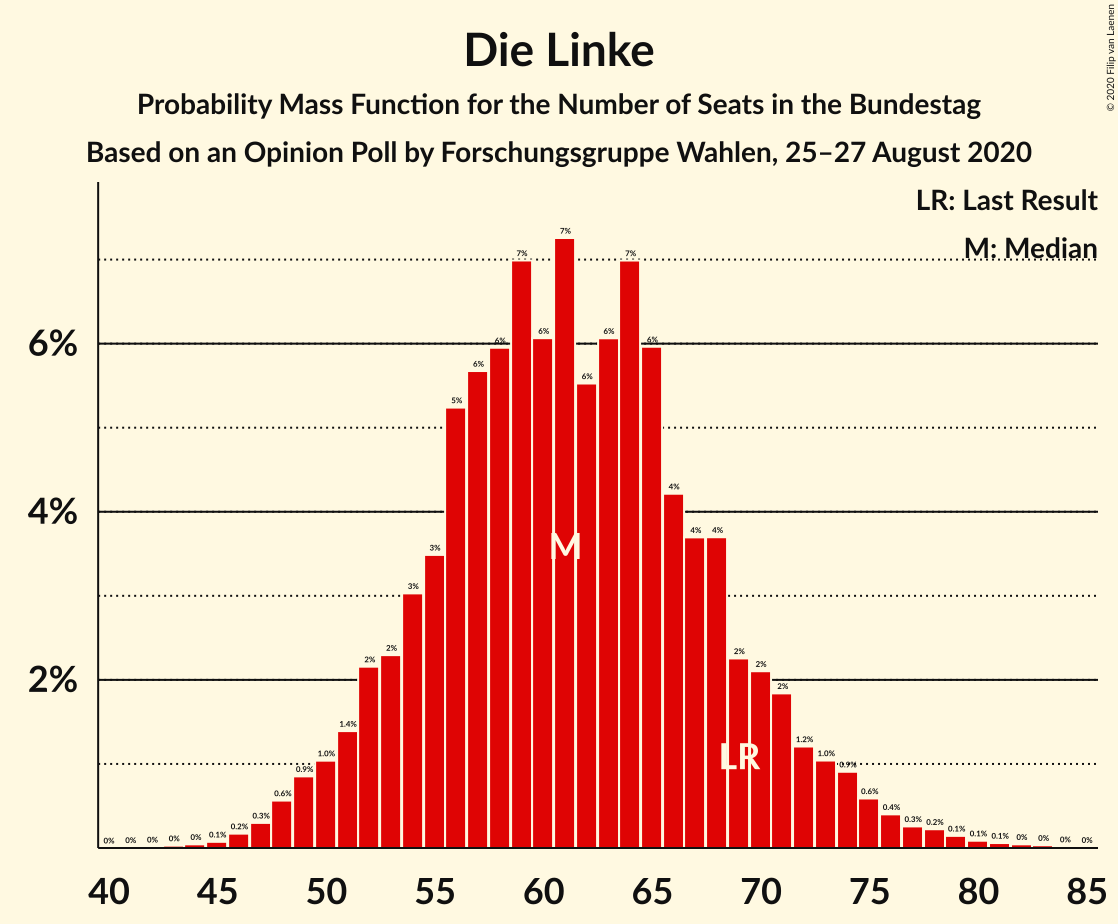 Die Linke
Probability Mass Function for the Number of Seats in the Bundestag
Based on an Opinion Poll by Forschungsgruppe Wahlen, 25–27 August 2020
© 2020 Filip van Laenen
LR: Last Result
M: Median
6%
4%
2%
0% 0% 0% 0% 0% 0.1% 0.2% 0.3% 0.6% 0.9% 1.0% 1.4% 2% 2% 3% 3% 5% 6% 6% 7% 6% 7% 6% 6% 7% 6% 4% 4% 4% 2% 2% 2% 1.2% 1.0% 0.9% 0.6% 0.4% 0.3% 0.2% 0.1% 0.1% 0.1% 0% 0% 0% 0%
M
LR
40 45 50 55 60 65 70 75 80 85